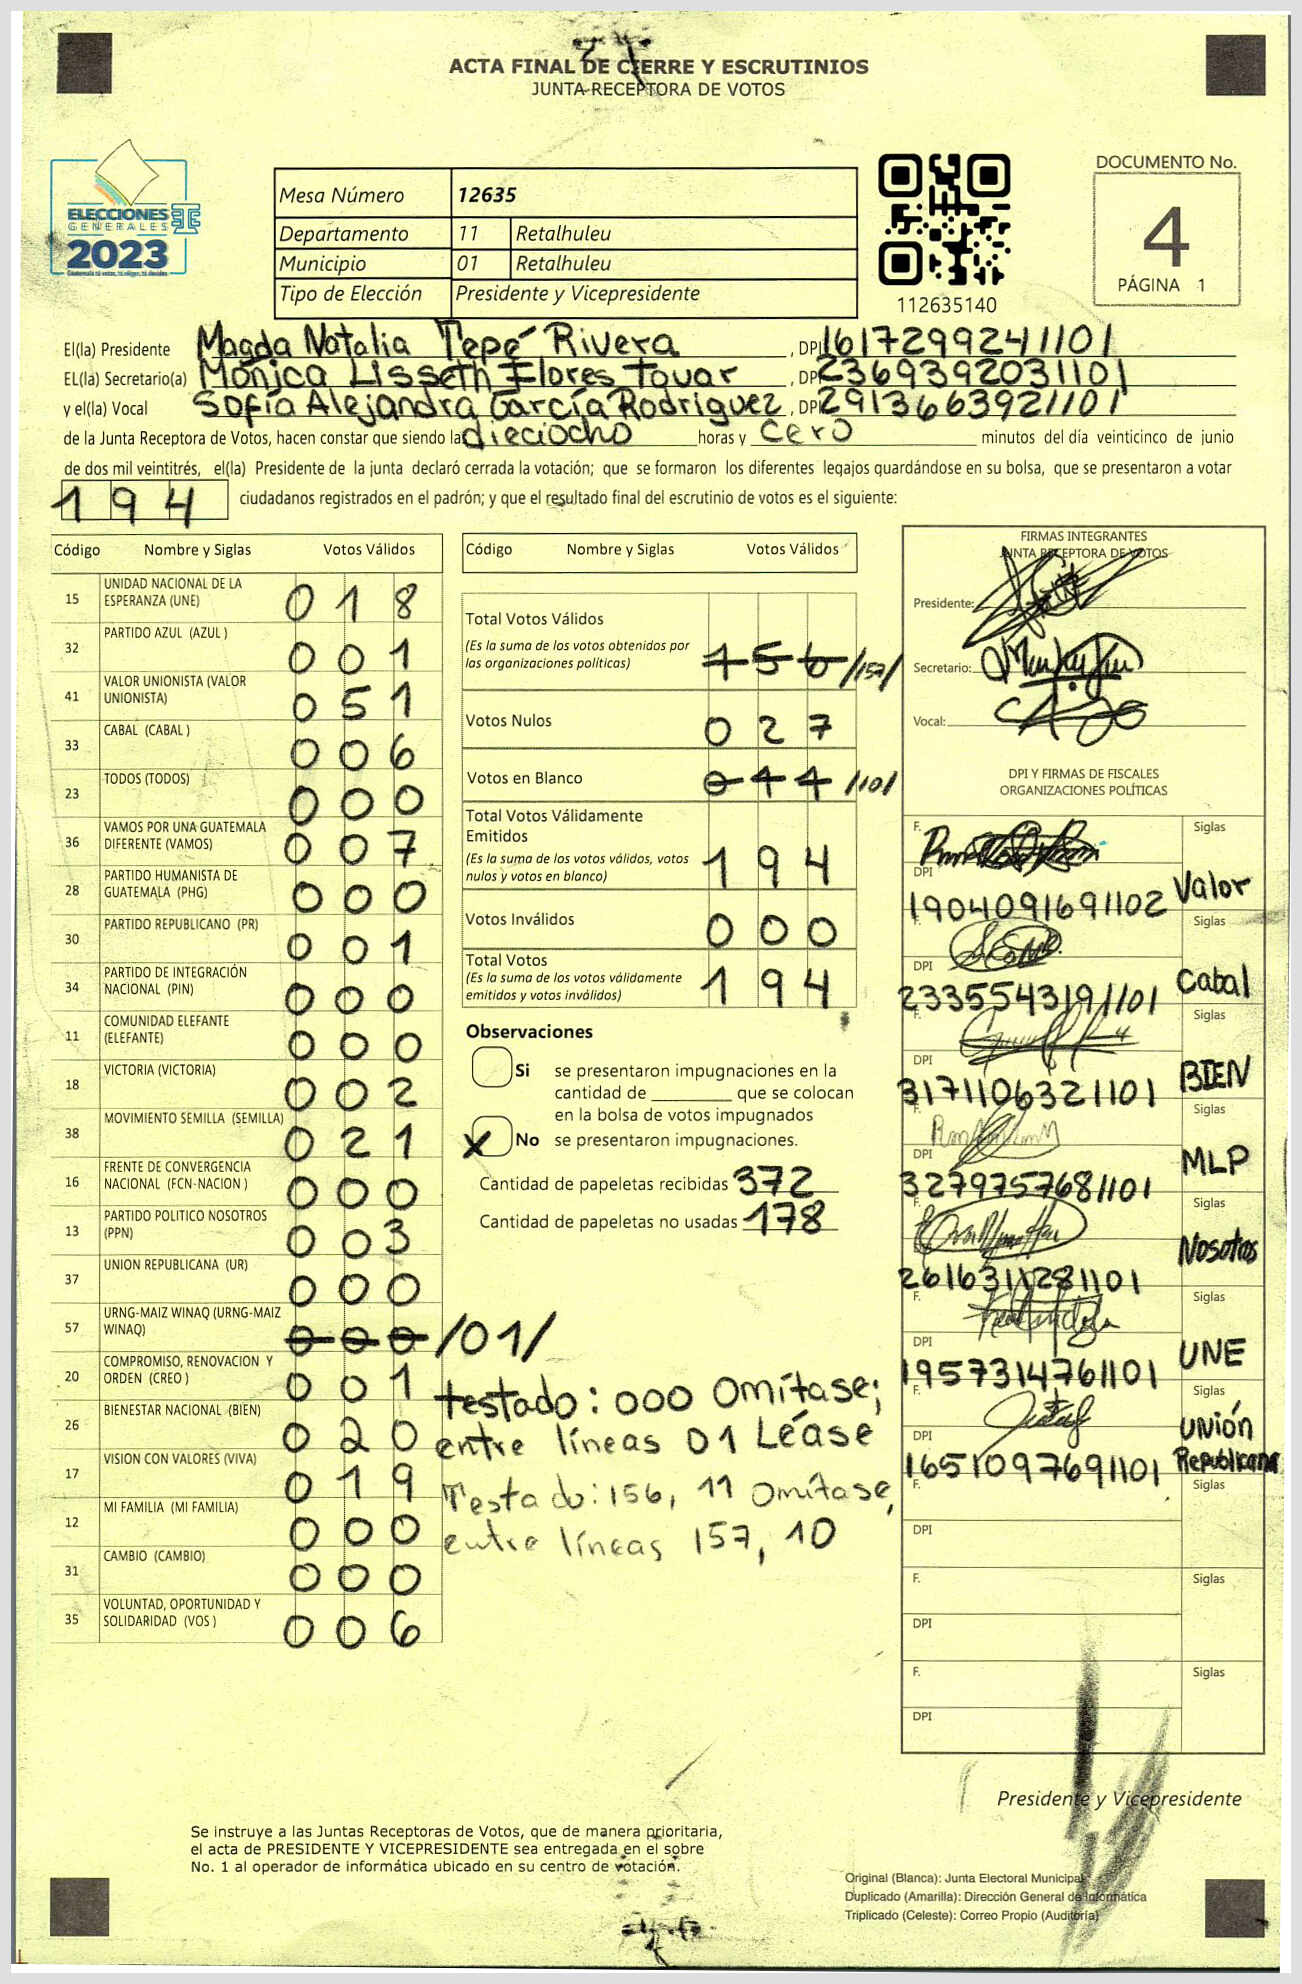 ACTA FINAL DE CIERRE Y ESCRUTINIOS
JUNTA RECEPTORA DE VOTOS
ELECCIONES
GENERALES
2023
Guatemala tú votas, tú eliges, tú decides
Mesa Número 12635
Departamento 11 Retalhuleu
Municipio 01 Retalhuleu
Tipo de Elección Presidente y Vicepresidente
112635140
DOCUMENTO No.
4
PÁGINA 1
El(la) Presidente Magda Natalia Tepé Rivera, DPI 1617299241101
EL(la) Secretario(a) Mónica Lisseth Flores Tovar, DPI 2369392031101
y el(la) Vocal Sofía Alejandra García Rodriguez, DPI 2913663921101
de la Junta Receptora de Votos, hacen constar que siendo la dieciocho horas y cero minutos del día veinticinco de junio
de dos mil veintitrés, el(la) Presidente de la junta declaró cerrada la votación; que se formaron los diferentes legajos guardándose en su bolsa, que se presentaron a votar
194 ciudadanos registrados en el padrón; y que el resultado final del escrutinio de votos es el siguiente:
Código Nombre y Siglas Votos Válidos
15 UNIDAD NACIONAL DE LA ESPERANZA (UNE) 018
32 PARTIDO AZUL (AZUL ) 001
41 VALOR UNIONISTA (VALOR UNIONISTA) 051
33 CABAL (CABAL ) 006
23 TODOS (TODOS) 000
36 VAMOS POR UNA GUATEMALA DIFERENTE (VAMOS) 007
28 PARTIDO HUMANISTA DE GUATEMALA (PHG) 000
30 PARTIDO REPUBLICANO (PR) 001
34 PARTIDO DE INTEGRACIÓN NACIONAL (PIN) 000
11 COMUNIDAD ELEFANTE (ELEFANTE) 000
18 VICTORIA (VICTORIA) 002
38 MOVIMIENTO SEMILLA (SEMILLA) 021
16 FRENTE DE CONVERGENCIA NACIONAL (FCN-NACION ) 000
13 PARTIDO POLITICO NOSOTROS (PPN) 003
37 UNION REPUBLICANA (UR) 000
57 URNG-MAIZ WINAQ (URNG-MAIZ WINAQ) 000 /01/
20 COMPROMISO, RENOVACION Y ORDEN (CREO ) 001
26 BIENESTAR NACIONAL (BIEN) 020
17 VISION CON VALORES (VIVA) 019
12 MI FAMILIA (MI FAMILIA) 000
31 CAMBIO (CAMBIO) 000
35 VOLUNTAD, OPORTUNIDAD Y SOLIDARIDAD (VOS ) 006
Código Nombre y Siglas Votos Válidos
Total Votos Válidos
(Es la suma de los votos obtenidos por las organizaciones políticas) 156 /157/
Votos Nulos 027
Votos en Blanco 011 /10/
Total Votos Válidamente Emitidos
(Es la suma de los votos válidos, votos nulos y votos en blanco) 194
Votos Inválidos 000
Total Votos
(Es la suma de los votos válidamente emitidos y votos inválidos) 194
Observaciones
Si se presentaron impugnaciones en la
cantidad de ________ que se colocan
en la bolsa de votos impugnados
X No se presentaron impugnaciones.
Cantidad de papeletas recibidas 372
Cantidad de papeletas no usadas 178
testado: 000 Omítase;
entre líneas 01 Léase
Testado: 156, 11 Omítase,
entre líneas 157, 10
FIRMAS INTEGRANTES
JUNTA RECEPTORA DE VOTOS
Presidente:
Secretario:
Vocal:
DPI Y FIRMAS DE FISCALES
ORGANIZACIONES POLÍTICAS
F. Siglas
DPI 1904091691102 Valor
F. Siglas
DPI 2335543191101 Cabal
F. Siglas
DPI 3171106321101 BIEN
F. Siglas
DPI 3279757681101 MLP
F. Siglas
2616311281101 Nosotros
F. Siglas
DPI 1957314761101 UNE
F. Siglas
DPI 1651097691101 Unión Republicana
F. Siglas
DPI
F. Siglas
DPI
F. Siglas
DPI
Presidente y Vicepresidente
Se instruye a las Juntas Receptoras de Votos, que de manera prioritaria,
el acta de PRESIDENTE Y VICEPRESIDENTE sea entregada en el sobre
No. 1 al operador de informática ubicado en su centro de votación.
Original (Blanca): Junta Electoral Municipal
Duplicado (Amarilla): Dirección General de Informática
Triplicado (Celeste): Correo Propio (Auditoría)